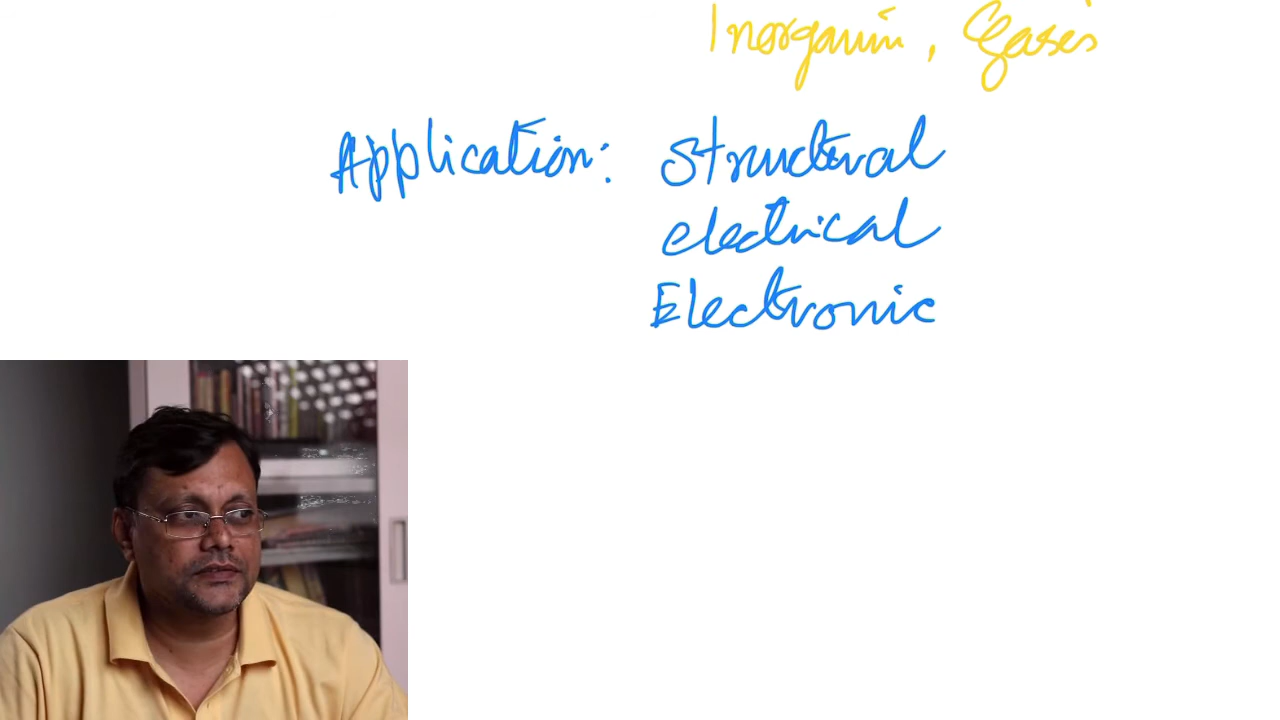 Inorganic, Gases
Application: Structural
electrical
Electronic